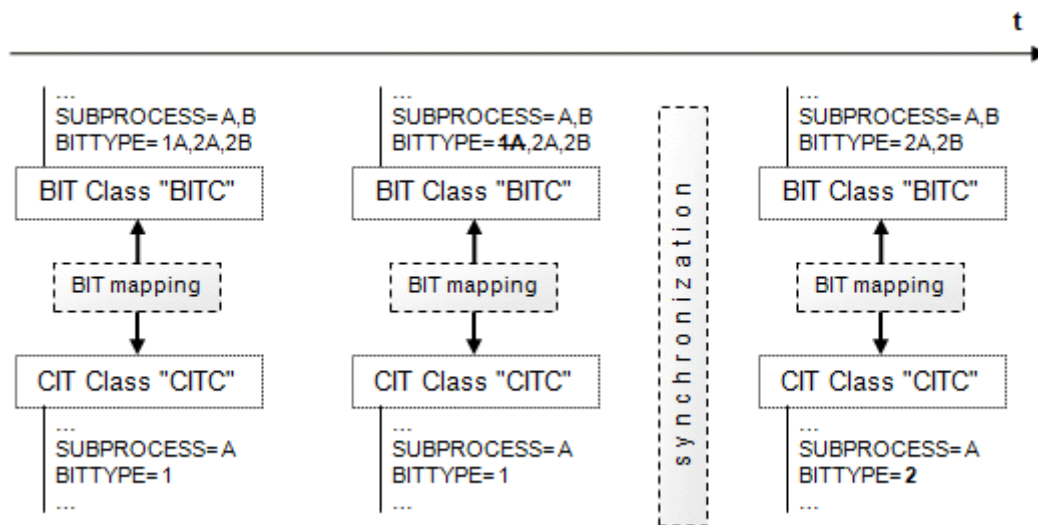 t
...
SUBPROCESS=A,B
BITTYPE=1A,2A,2B
BIT Class "BITC"
BIT mapping
CIT Class "CITC"
...
SUBPROCESS=A
BITTYPE=1
...
...
SUBPROCESS=A,B
BITTYPE=1A,2A,2B
BIT Class "BITC"
BIT mapping
CIT Class "CITC"
...
SUBPROCESS=A
BITTYPE=1
...
synchronization
...
SUBPROCESS=A,B
BITTYPE=2A,2B
BIT Class "BITC"
BIT mapping
CIT Class "CITC"
...
SUBPROCESS=A
BITTYPE=2
...